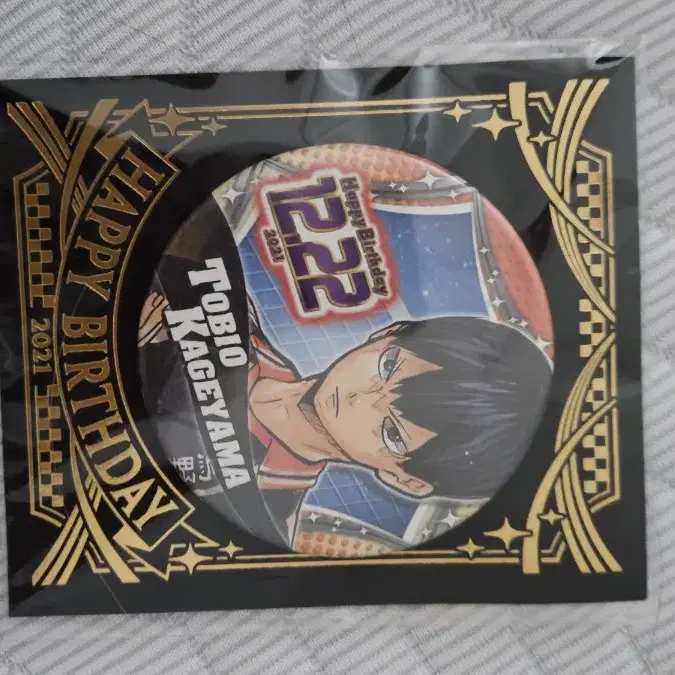 Happy Birthday
12.22
2021
TOBIO
KAGEYAMA
HAPPY BIRTHDAY
2021